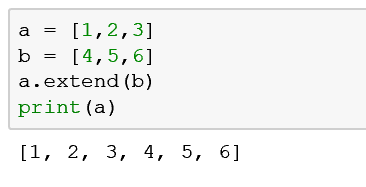 a = [1,2,3]
b = [4,5,6]
a.extend(b)
print(a)
[1, 2, 3, 4, 5, 6]